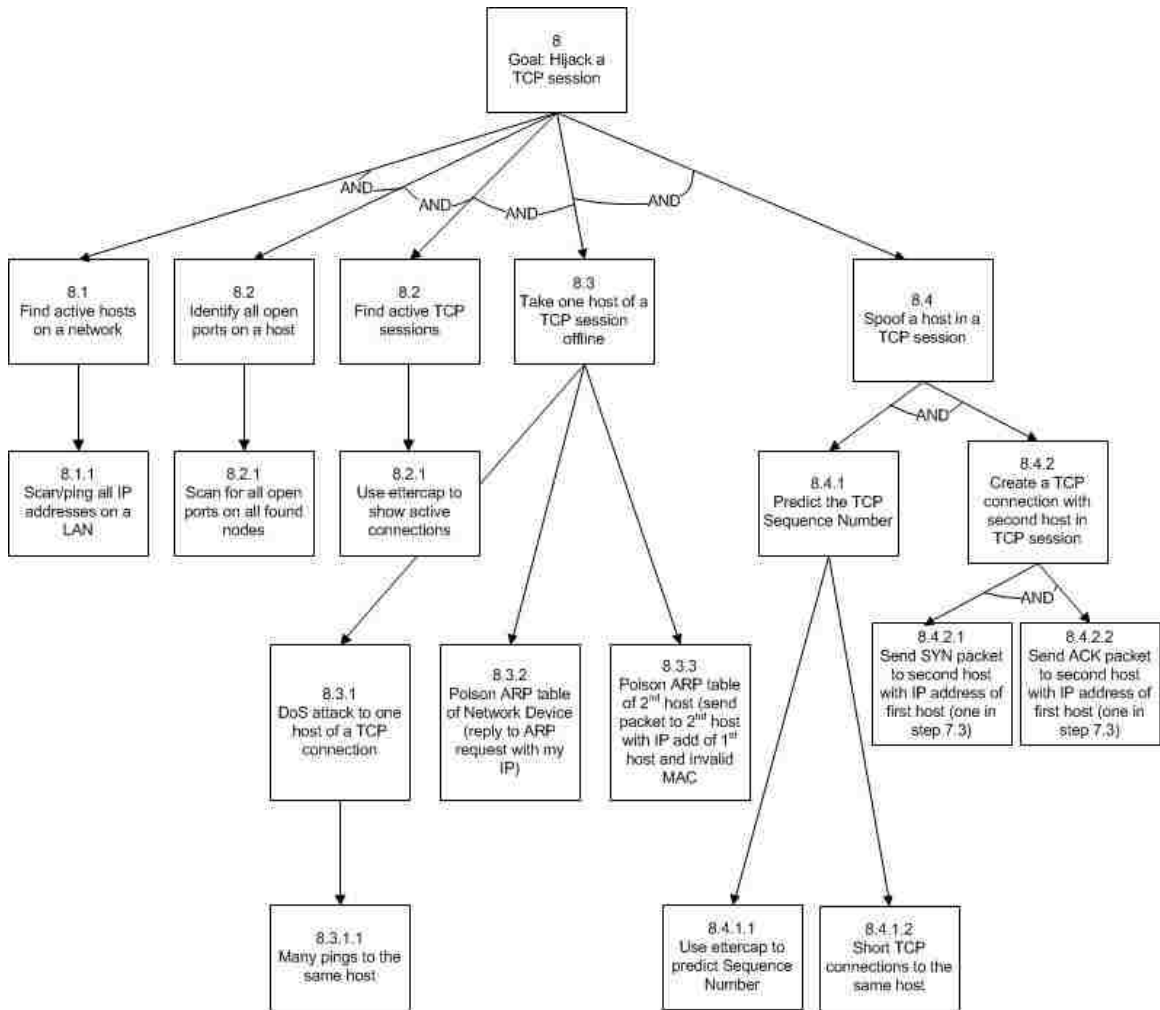 8
Goal: Hijack a
TCP session
AND
AND
AND
AND
8.1
Find active hosts
on a network
8.2
Identify all open
ports on a host
8.2
Find active TCP
sessions
8.3
Take one host of a
TCP session
offline
8.4
Spoof a host in a
TCP session
AND
8.1.1
Scan/ping all IP
addresses on a
LAN
8.2.1
Scan for all open
ports on all found
nodes
8.2.1
Use ettercap to
show active
connections
8.4.1
Predict the TCP
Sequence Number
8.4.2
Create a TCP
connection with
second host in
TCP session
AND
8.3.1
DoS attack to one
host of a TCP
connection
8.3.2
Poison ARP table
of Network Device
(reply to ARP
request with my
IP)
8.3.3
Poison ARP table
of 2nd host (send
packet to 2nd host
with IP add of 1st
host and invalid
MAC
8.4.2.1
Send SYN packet
to second host
with IP address of
first host (one in
step 7.3)
8.4.2.2
Send ACK packet
to second host
with IP address of
first host (one in
step 7.3)
8.3.1.1
Many pings to the
same host
8.4.1.1
Use ettercap to
predict Sequence
Number
8.4.1.2
Short TCP
connections to the
same host